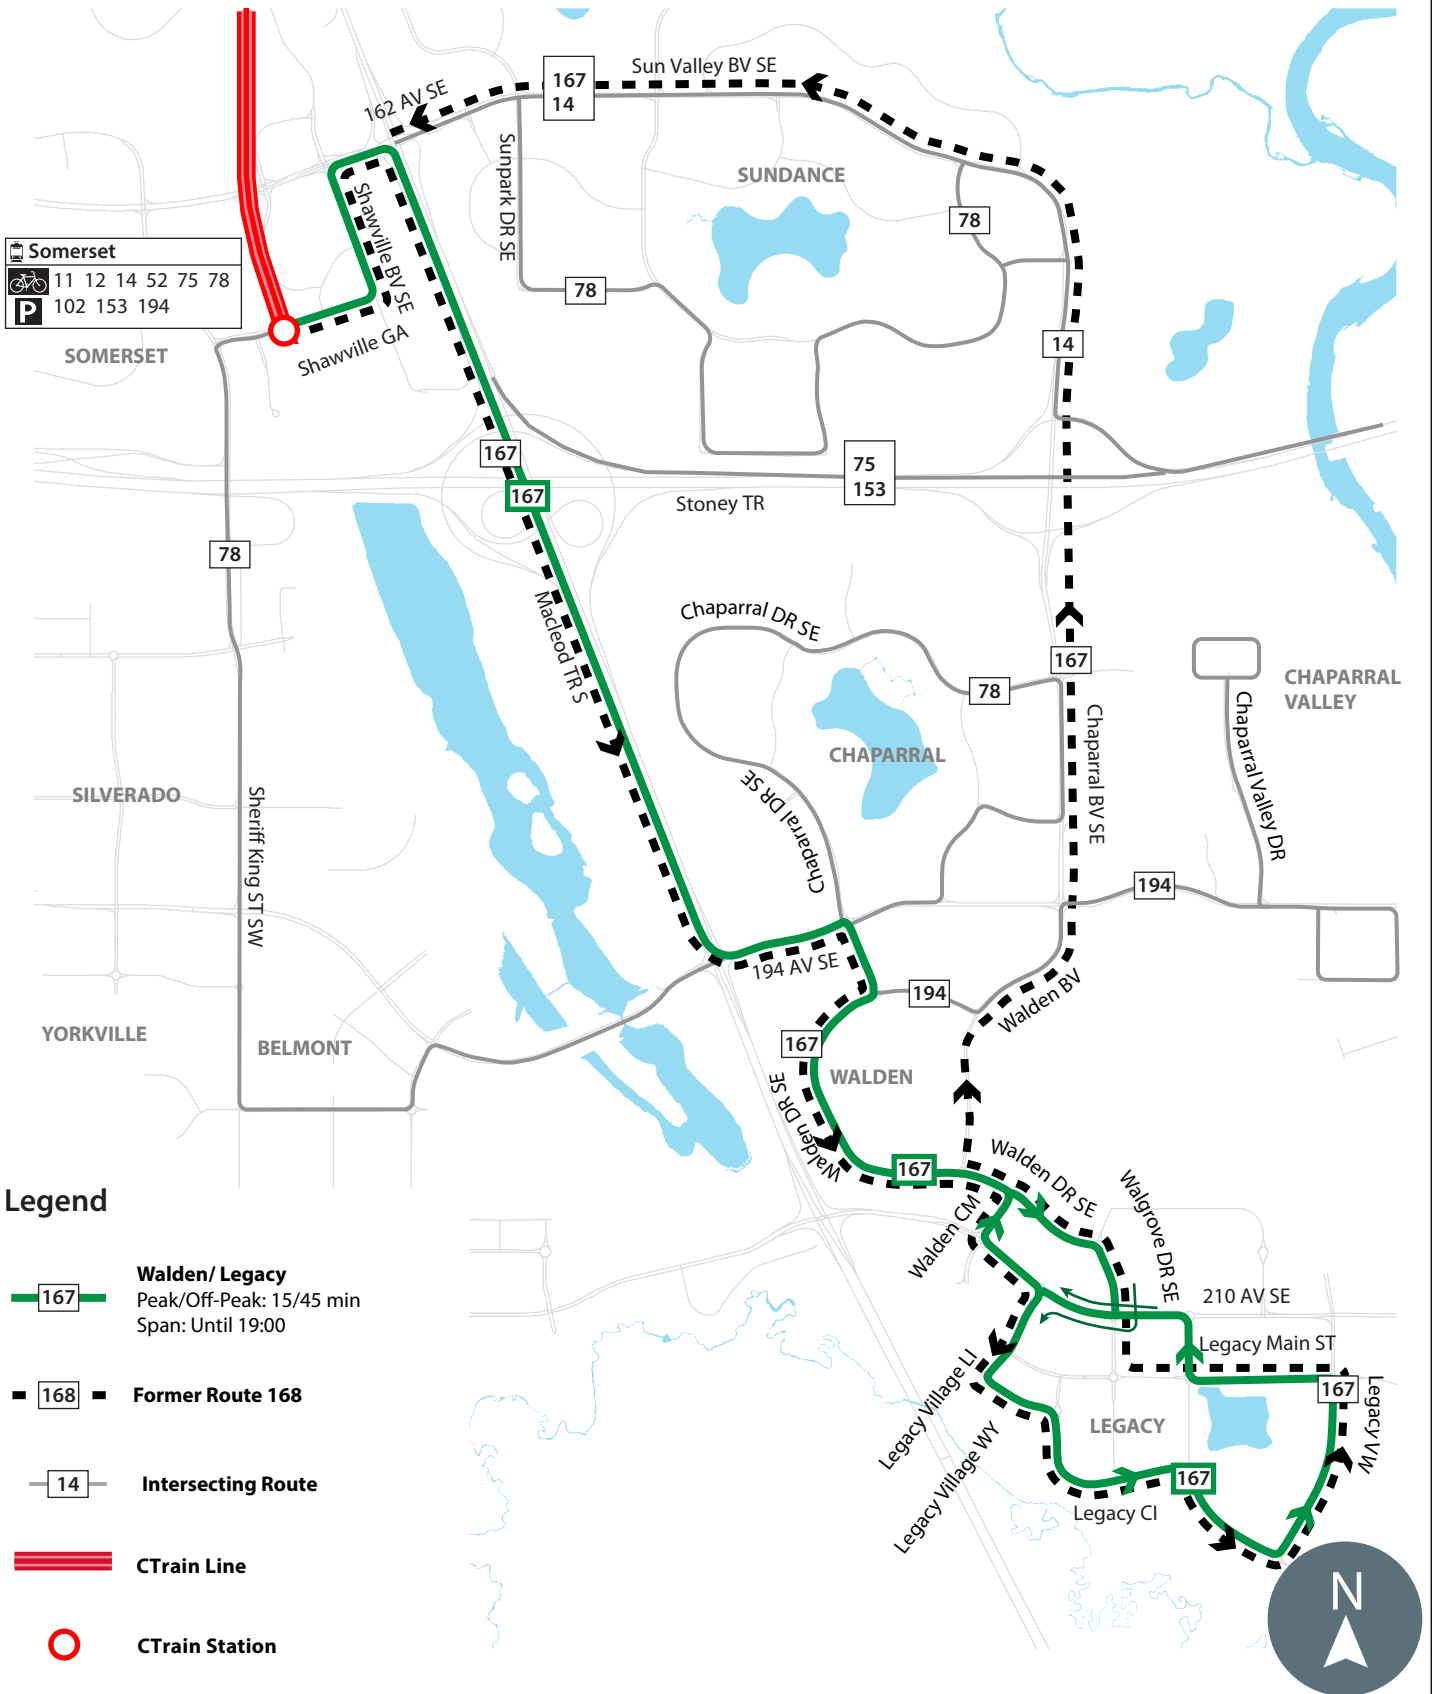 Sun Valley BV SE
167
14
162 AV SE
Sunpark DR SE
SUNDANCE
78
Shawville BV SE
Somerset
11 12 14 52 75 78
P
102 153 194
78
Shawville GA
SOMERSET
14
167
75
153
167
Stoney TR
78
Macleod TR S
Chaparral DR SE
167
78
CHAPARRAL
VALLEY
Chaparral BV SE
Chaparral Valley DR
CHAPARRAL
Chaparral DR SE
SILVERADO
Sheriff King ST SW
194
194 AV SE
194
Walden BV
YORKVILLE
BELMONT
167
WALDEN
Walden DR SE
167
Walden DR SE
Walgrove DR SE
Walden CM
210 AV SE
Legacy Main ST
167
Legacy VW
Legacy Village LI
LEGACY
Legacy Village WY
167
Legacy CI
Legend
167
Walden/ Legacy
Peak/Off-Peak: 15/45 min
Span: Until 19:00
168
Former Route 168
14
Intersecting Route
CTrain Line
CTrain Station
N